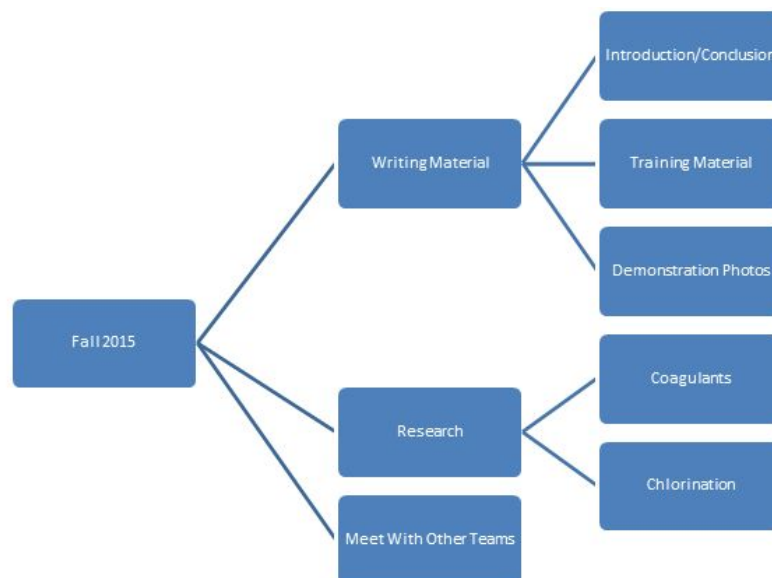 Introduction/Conclusion
Writing Material
Training Material
Demonstration Photos
Fall 2015
Coagulants
Research
Chlorination
Meet With Other Teams